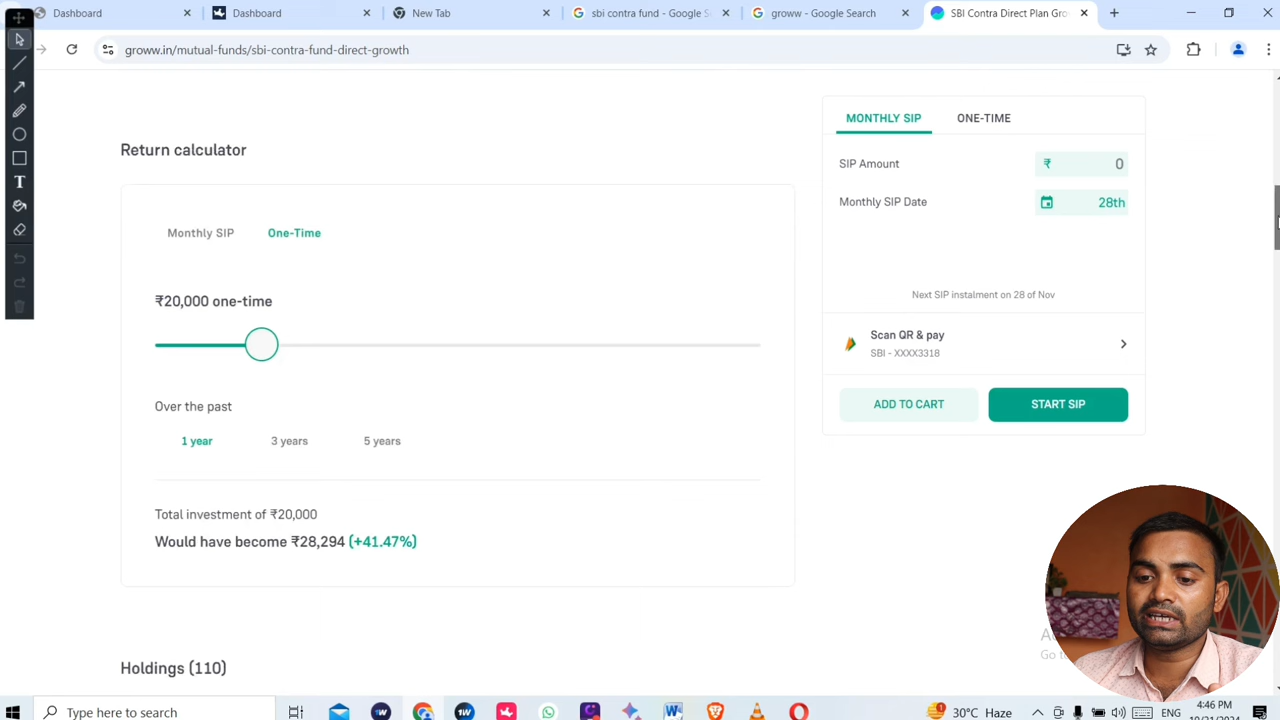 Dashboard
Dashboard
New Tab
sbi contra fund - Google
groww - Google Search
SBI Contra Direct Plan Gro
groww.in/mutual-funds/sbi-contra-fund-direct-growth
T
Return calculator
Monthly SIP
One-Time
₹20,000 one-time
Over the past
1 year
3 years
5 years
Total investment of ₹20,000
Would have become ₹28,294 (+41.47%)
Holdings (110)
MONTHLY SIP
ONE-TIME
SIP Amount
₹ 0
Monthly SIP Date
28th
Next SIP instalment on 28 of Nov
Scan QR & pay
SBI - XXXX3318
ADD TO CART
START SIP
Go
Type here to search
30°C Haze
ENG
4:46 PM
10/21/2024